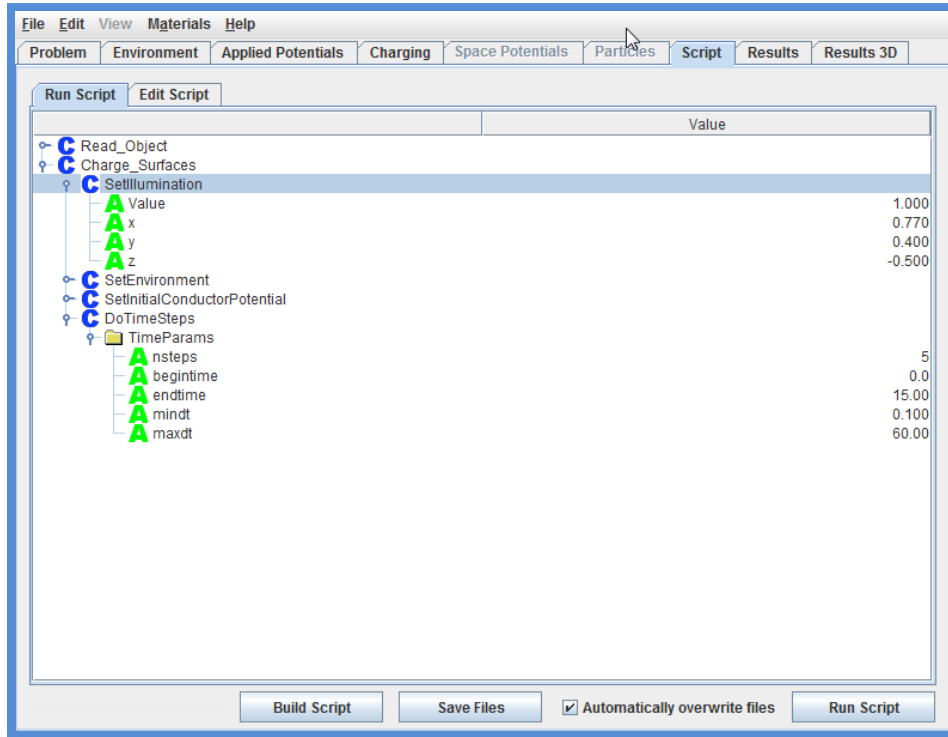 File Edit View Materials Help
Problem Environment Applied Potentials Charging Space Potentials Particles Script Results Results 3D
Run Script Edit Script
Value
C Read_Object
C Charge_Surfaces
C SetIllumination
A Value 1.000
A x 0.770
A y 0.400
A z -0.500
C SetEnvironment
C SetInitialConductorPotential
C DoTimeSteps
TimeParams
A nsteps 5
A begintime 0.0
A endtime 15.00
A mindt 0.100
A maxdt 60.00
Build Script Save Files Automatically overwrite files Run Script